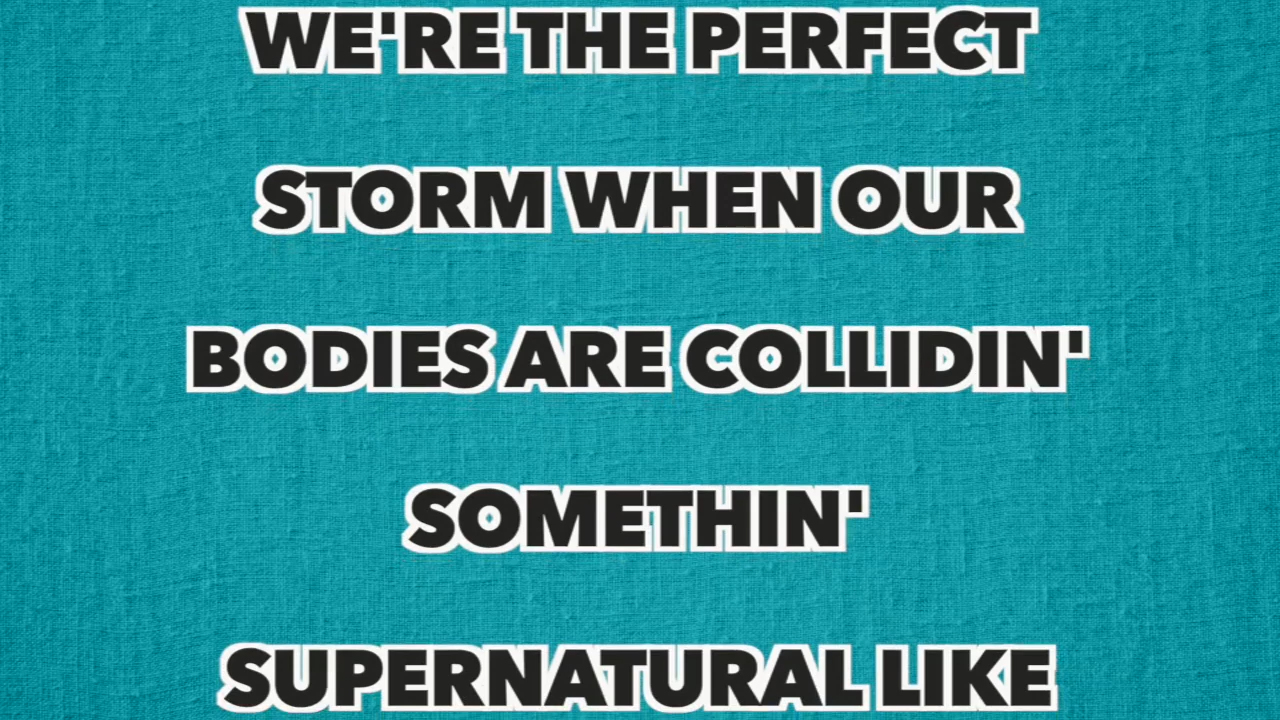 WE'RE THE PERFECT
STORM WHEN OUR
BODIES ARE COLLIDIN'
SOMETHIN'
SUPERNATURAL LIKE